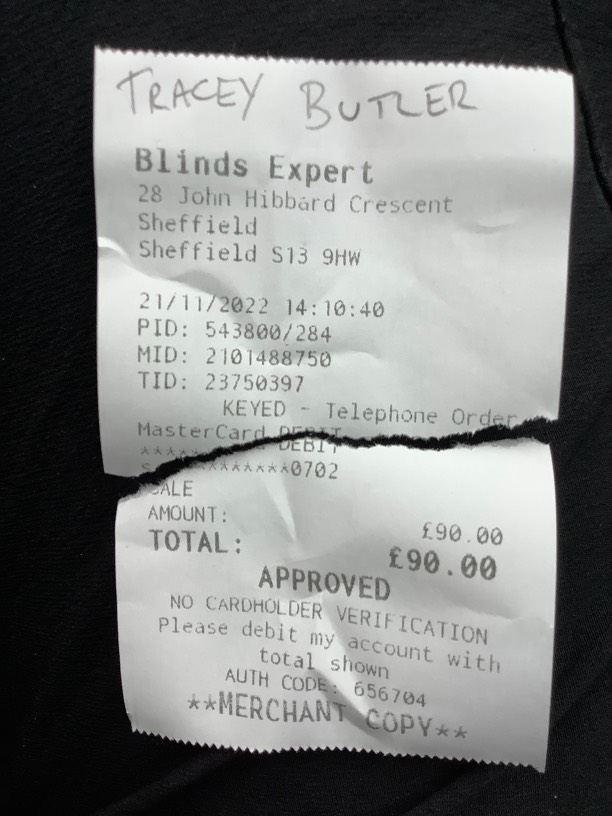 TRACEY BUTLER
Blinds Expert
28 John Hibbard Crescent
Sheffield
Sheffield S13 9HW
21/11/2022 14:10:40
PID: 543800/284
MID: 2101488750
TID: 23750397
KEYED - Telephone Order
MasterCard DEBIT
************0702
SALE
AMOUNT: £90.00
TOTAL: £90.00
APPROVED
NO CARDHOLDER VERIFICATION
Please debit my account with
total shown
AUTH CODE: 656704
**MERCHANT COPY**